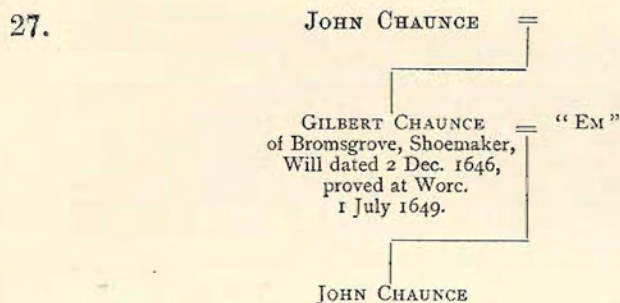 27.
JOHN CHAUNCE =
GILBERT CHAUNCE = “EM”
of Bromsgrove, Shoemaker,
Will dated 2 Dec. 1646,
proved at Worc.
1 July 1649.
JOHN CHAUNCE